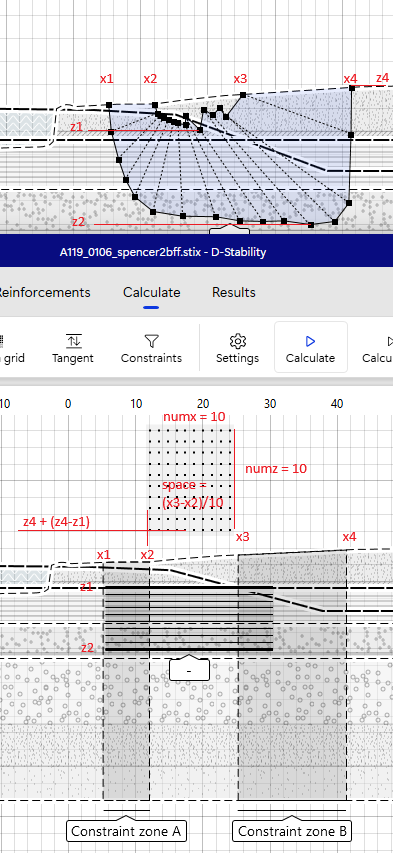 x1 x2 x3 x4 z4
z1
z2
A119_0106_spencer2bff.stix - D-Stability
Reinforcements Calculate Results
grid Tangent Constraints Settings Calculate Calcu
10 0 10 20 30 40
numx = 10
numz = 10
space =
(x3-x2)/10
z4 + (z4-z1)
x1 x2 x3 x4
z1
z2
-
Constraint zone A Constraint zone B